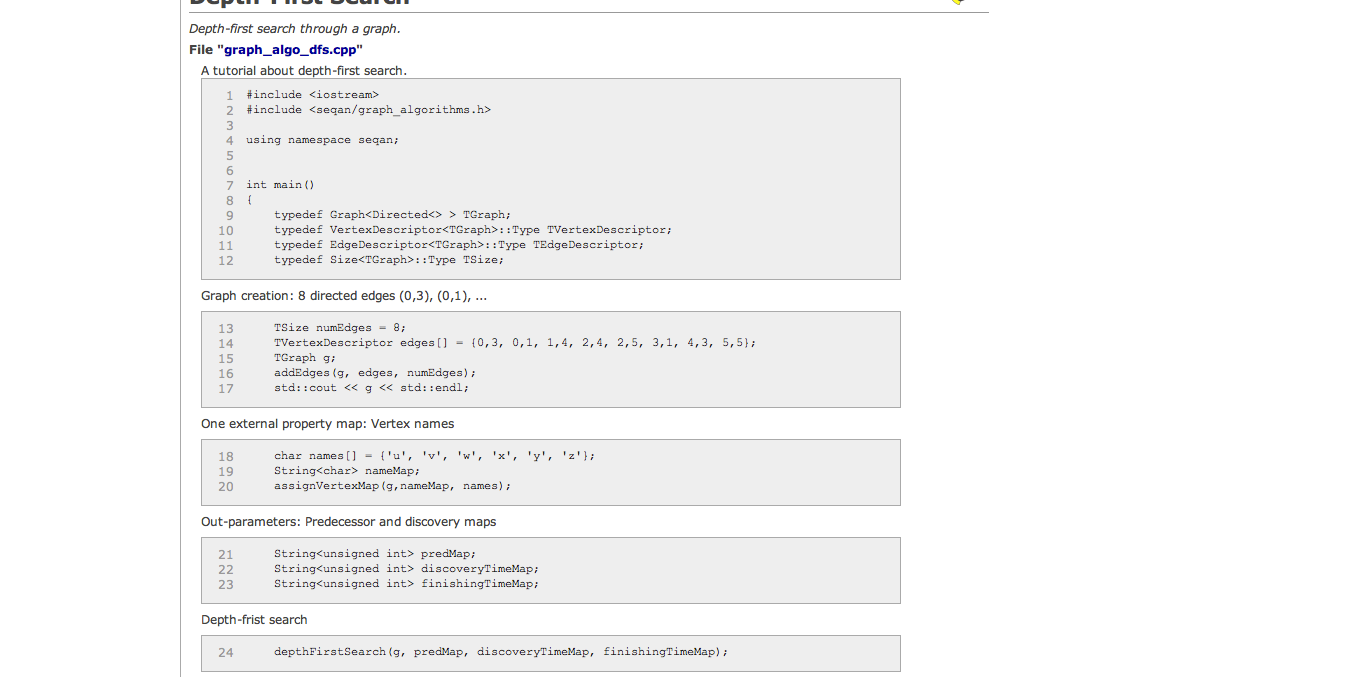 Depth-First Search
Depth-first search through a graph.
File "graph_algo_dfs.cpp"
A tutorial about depth-first search.
1 #include <iostream>
2 #include <seqan/graph_algorithms.h>
3
4 using namespace seqan;
5
6
7 int main()
8 {
9 typedef Graph<Directed<> > TGraph;
10 typedef VertexDescriptor<TGraph>::Type TVertexDescriptor;
11 typedef EdgeDescriptor<TGraph>::Type TEdgeDescriptor;
12 typedef Size<TGraph>::Type TSize;
Graph creation: 8 directed edges (0,3), (0,1), ...
13 TSize numEdges = 8;
14 TVertexDescriptor edges[] = {0,3, 0,1, 1,4, 2,4, 2,5, 3,1, 4,3, 5,5};
15 TGraph g;
16 addEdges(g, edges, numEdges);
17 std::cout << g << std::endl;
One external property map: Vertex names
18 char names[] = {'u', 'v', 'w', 'x', 'y', 'z'};
19 String<char> nameMap;
20 assignVertexMap(g,nameMap, names);
Out-parameters: Predecessor and discovery maps
21 String<unsigned int> predMap;
22 String<unsigned int> discoveryTimeMap;
23 String<unsigned int> finishingTimeMap;
Depth-frist search
24 depthFirstSearch(g, predMap, discoveryTimeMap, finishingTimeMap);